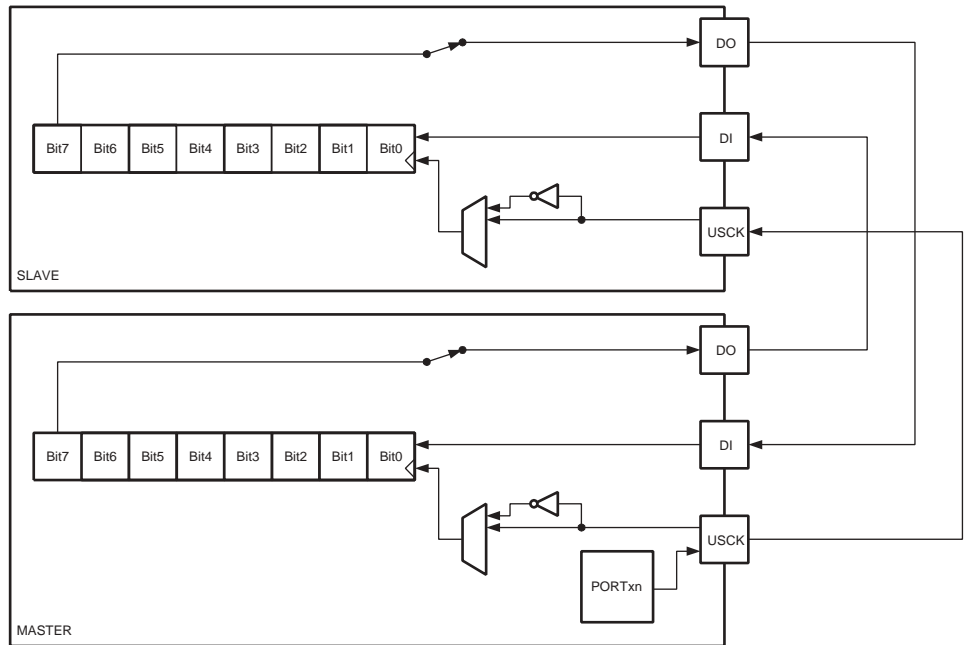 DO
Bit7 Bit6 Bit5 Bit4 Bit3 Bit2 Bit1 Bit0
DI
USCK
SLAVE
DO
Bit7 Bit6 Bit5 Bit4 Bit3 Bit2 Bit1 Bit0
DI
USCK
PORTxn
MASTER